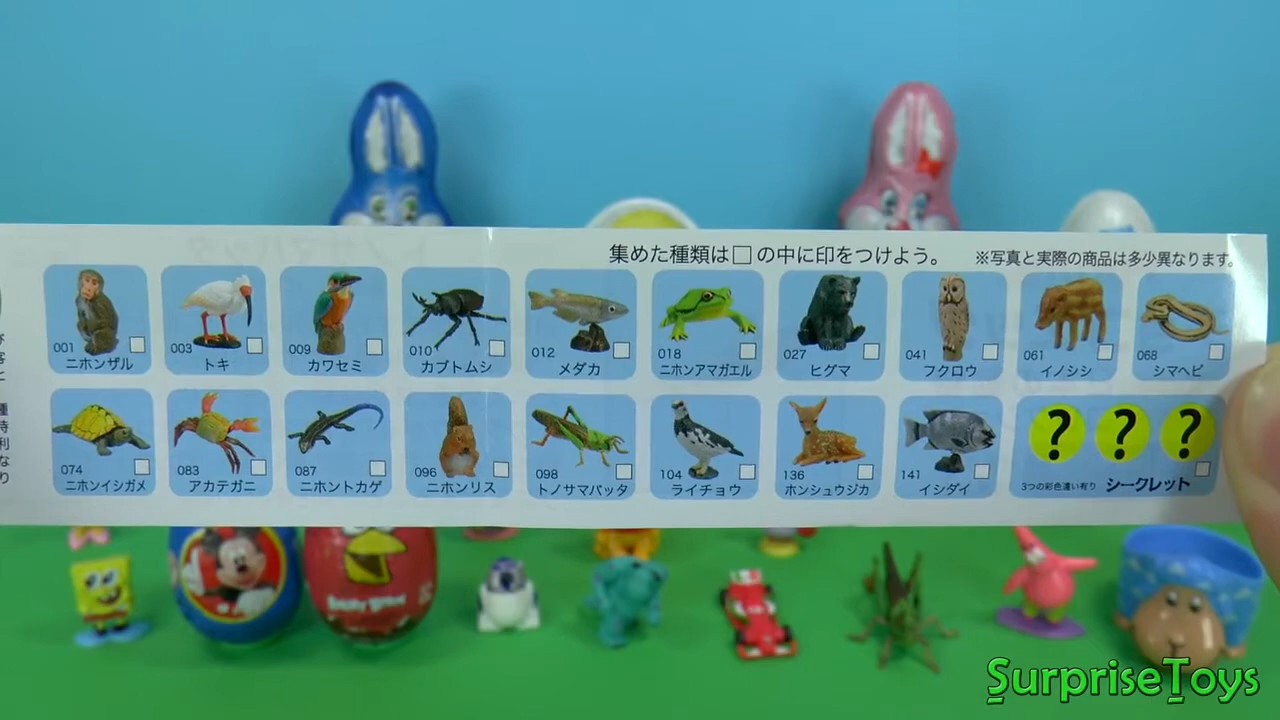 集めた種類は□の中に印をつけよう。 ※写真と実際の商品は多少異なります。
001 003 009 010 012 018 027 041 061 068
ニホンザル トキ カワセミ カブトムシ メダカ ニホンアマガエル ヒグマ フクロウ イノシシ シマヘビ
? ? ?
074 083 087 096 098 104 136 141 3つの彩色違い有り シークレット
ニホンイシガメ アカテガニ ニホントカゲ ニホンリス トノサマバッタ ライチョウ ホンシュウジカ イシダイ
SurpriseToys